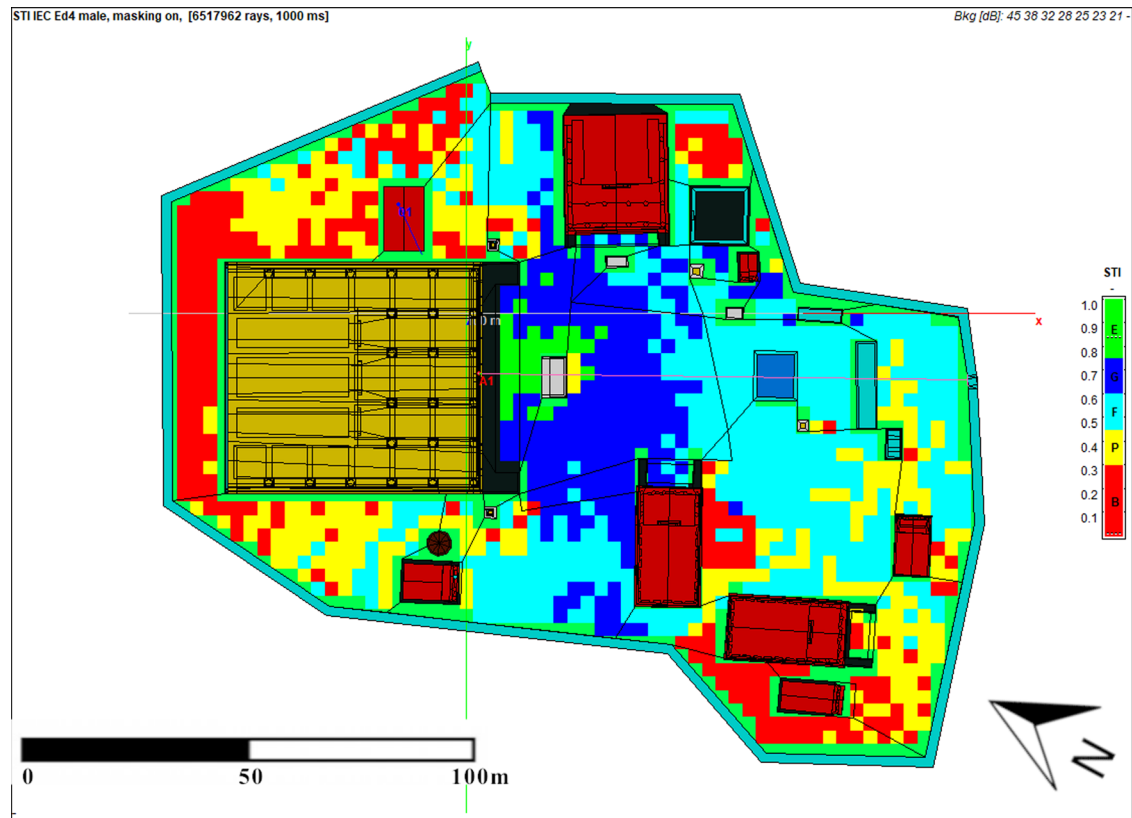 STI IEC Ed4 male, masking on, [6517962 rays, 1000 ms]
Bkg [dB]: 45 38 32 28 25 23 21 -
y
x
0 m
A1
STI
-
1.0
0.9
0.8
0.7
0.6
0.5
0.4
0.3
0.2
0.1
E
G
F
P
B
0 50 100m
N